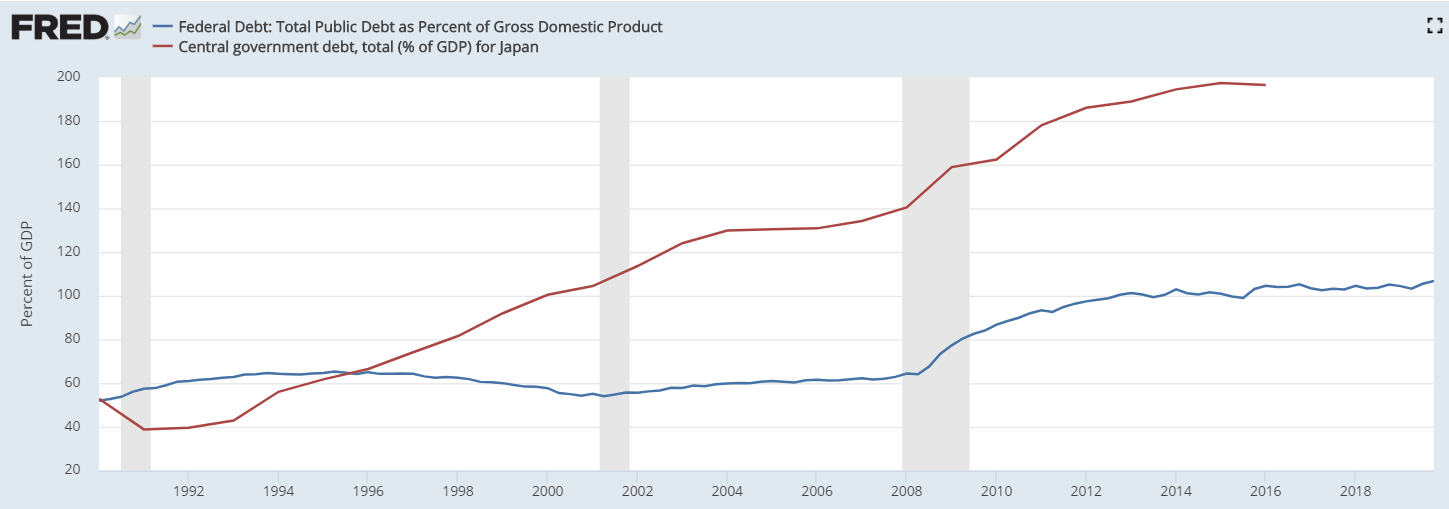 FRED
Federal Debt: Total Public Debt as Percent of Gross Domestic Product
Central government debt, total (% of GDP) for Japan
Percent of GDP
200
180
160
140
120
100
80
60
40
20
1992 1994 1996 1998 2000 2002 2004 2006 2008 2010 2012 2014 2016 2018